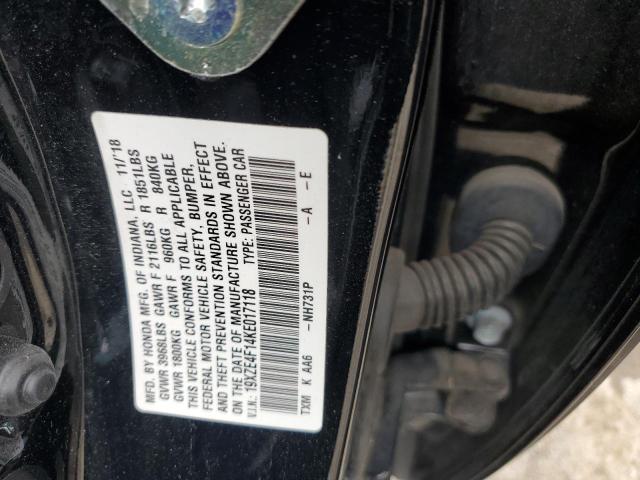 MFD. BY HONDA MFG. OF INDIANA, LLC 11/18
GVWR 3968LBS GAWR F 2116LBS R 1851LBS
GVWR 1800KG GAWR F 960KG R 840KG
THIS VEHICLE CONFORMS TO ALL APPLICABLE
FEDERAL MOTOR VEHICLE SAFETY, BUMPER,
AND THEFT PREVENTION STANDARDS IN EFFECT
ON THE DATE OF MANUFACTURE SHOWN ABOVE.
V.I.N.: 19XZE4F14KE017118 TYPE: PASSENGER CAR
TXM K AA6 -NH731P -A -E